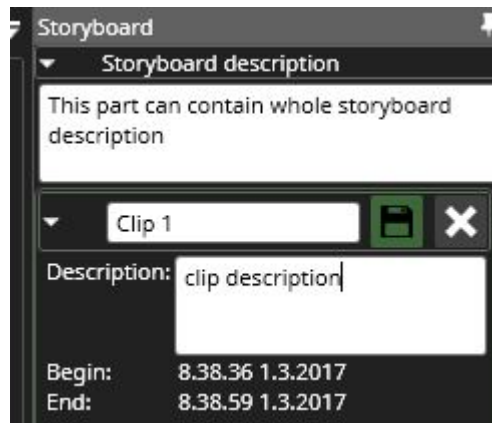 Storyboard
Storyboard description
This part can contain whole storyboard
description
Clip 1
Description: clip description
Begin: 8.38.36 1.3.2017
End: 8.38.59 1.3.2017